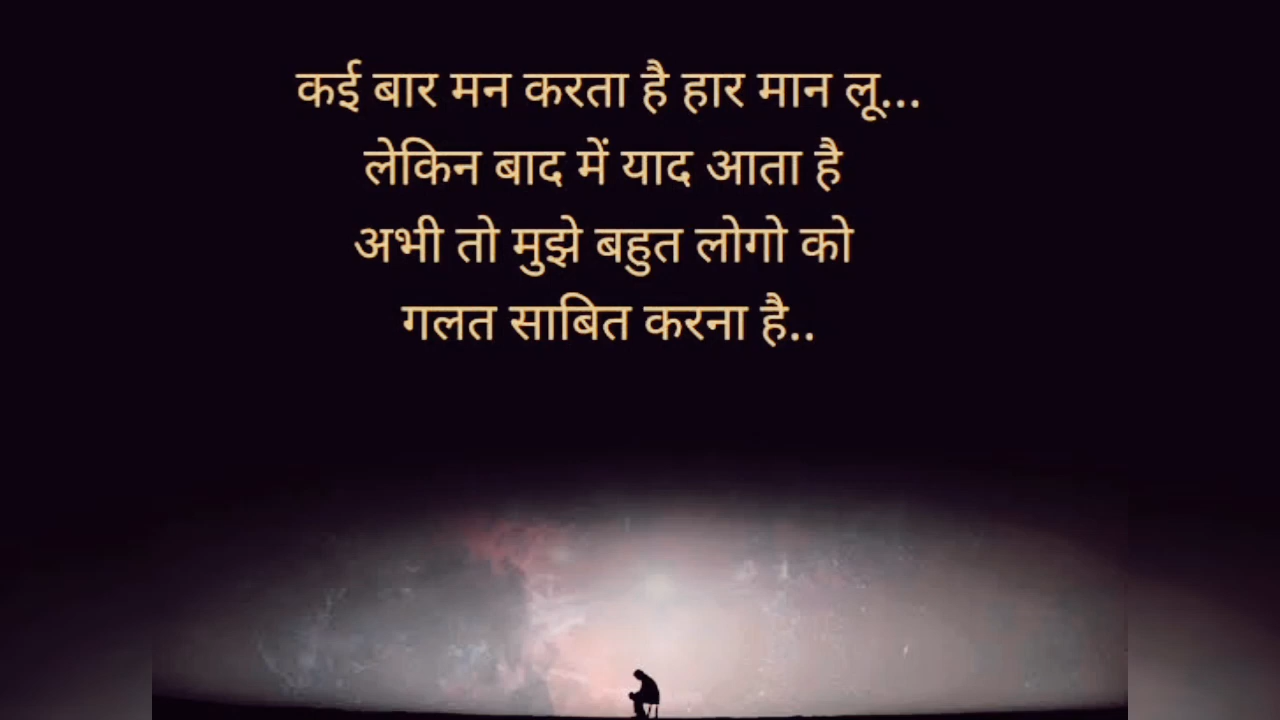 कई बार मन करता है हार मान लू...
लेकिन बाद में याद आता है
अभी तो मुझे बहुत लोगो को
गलत साबित करना है..